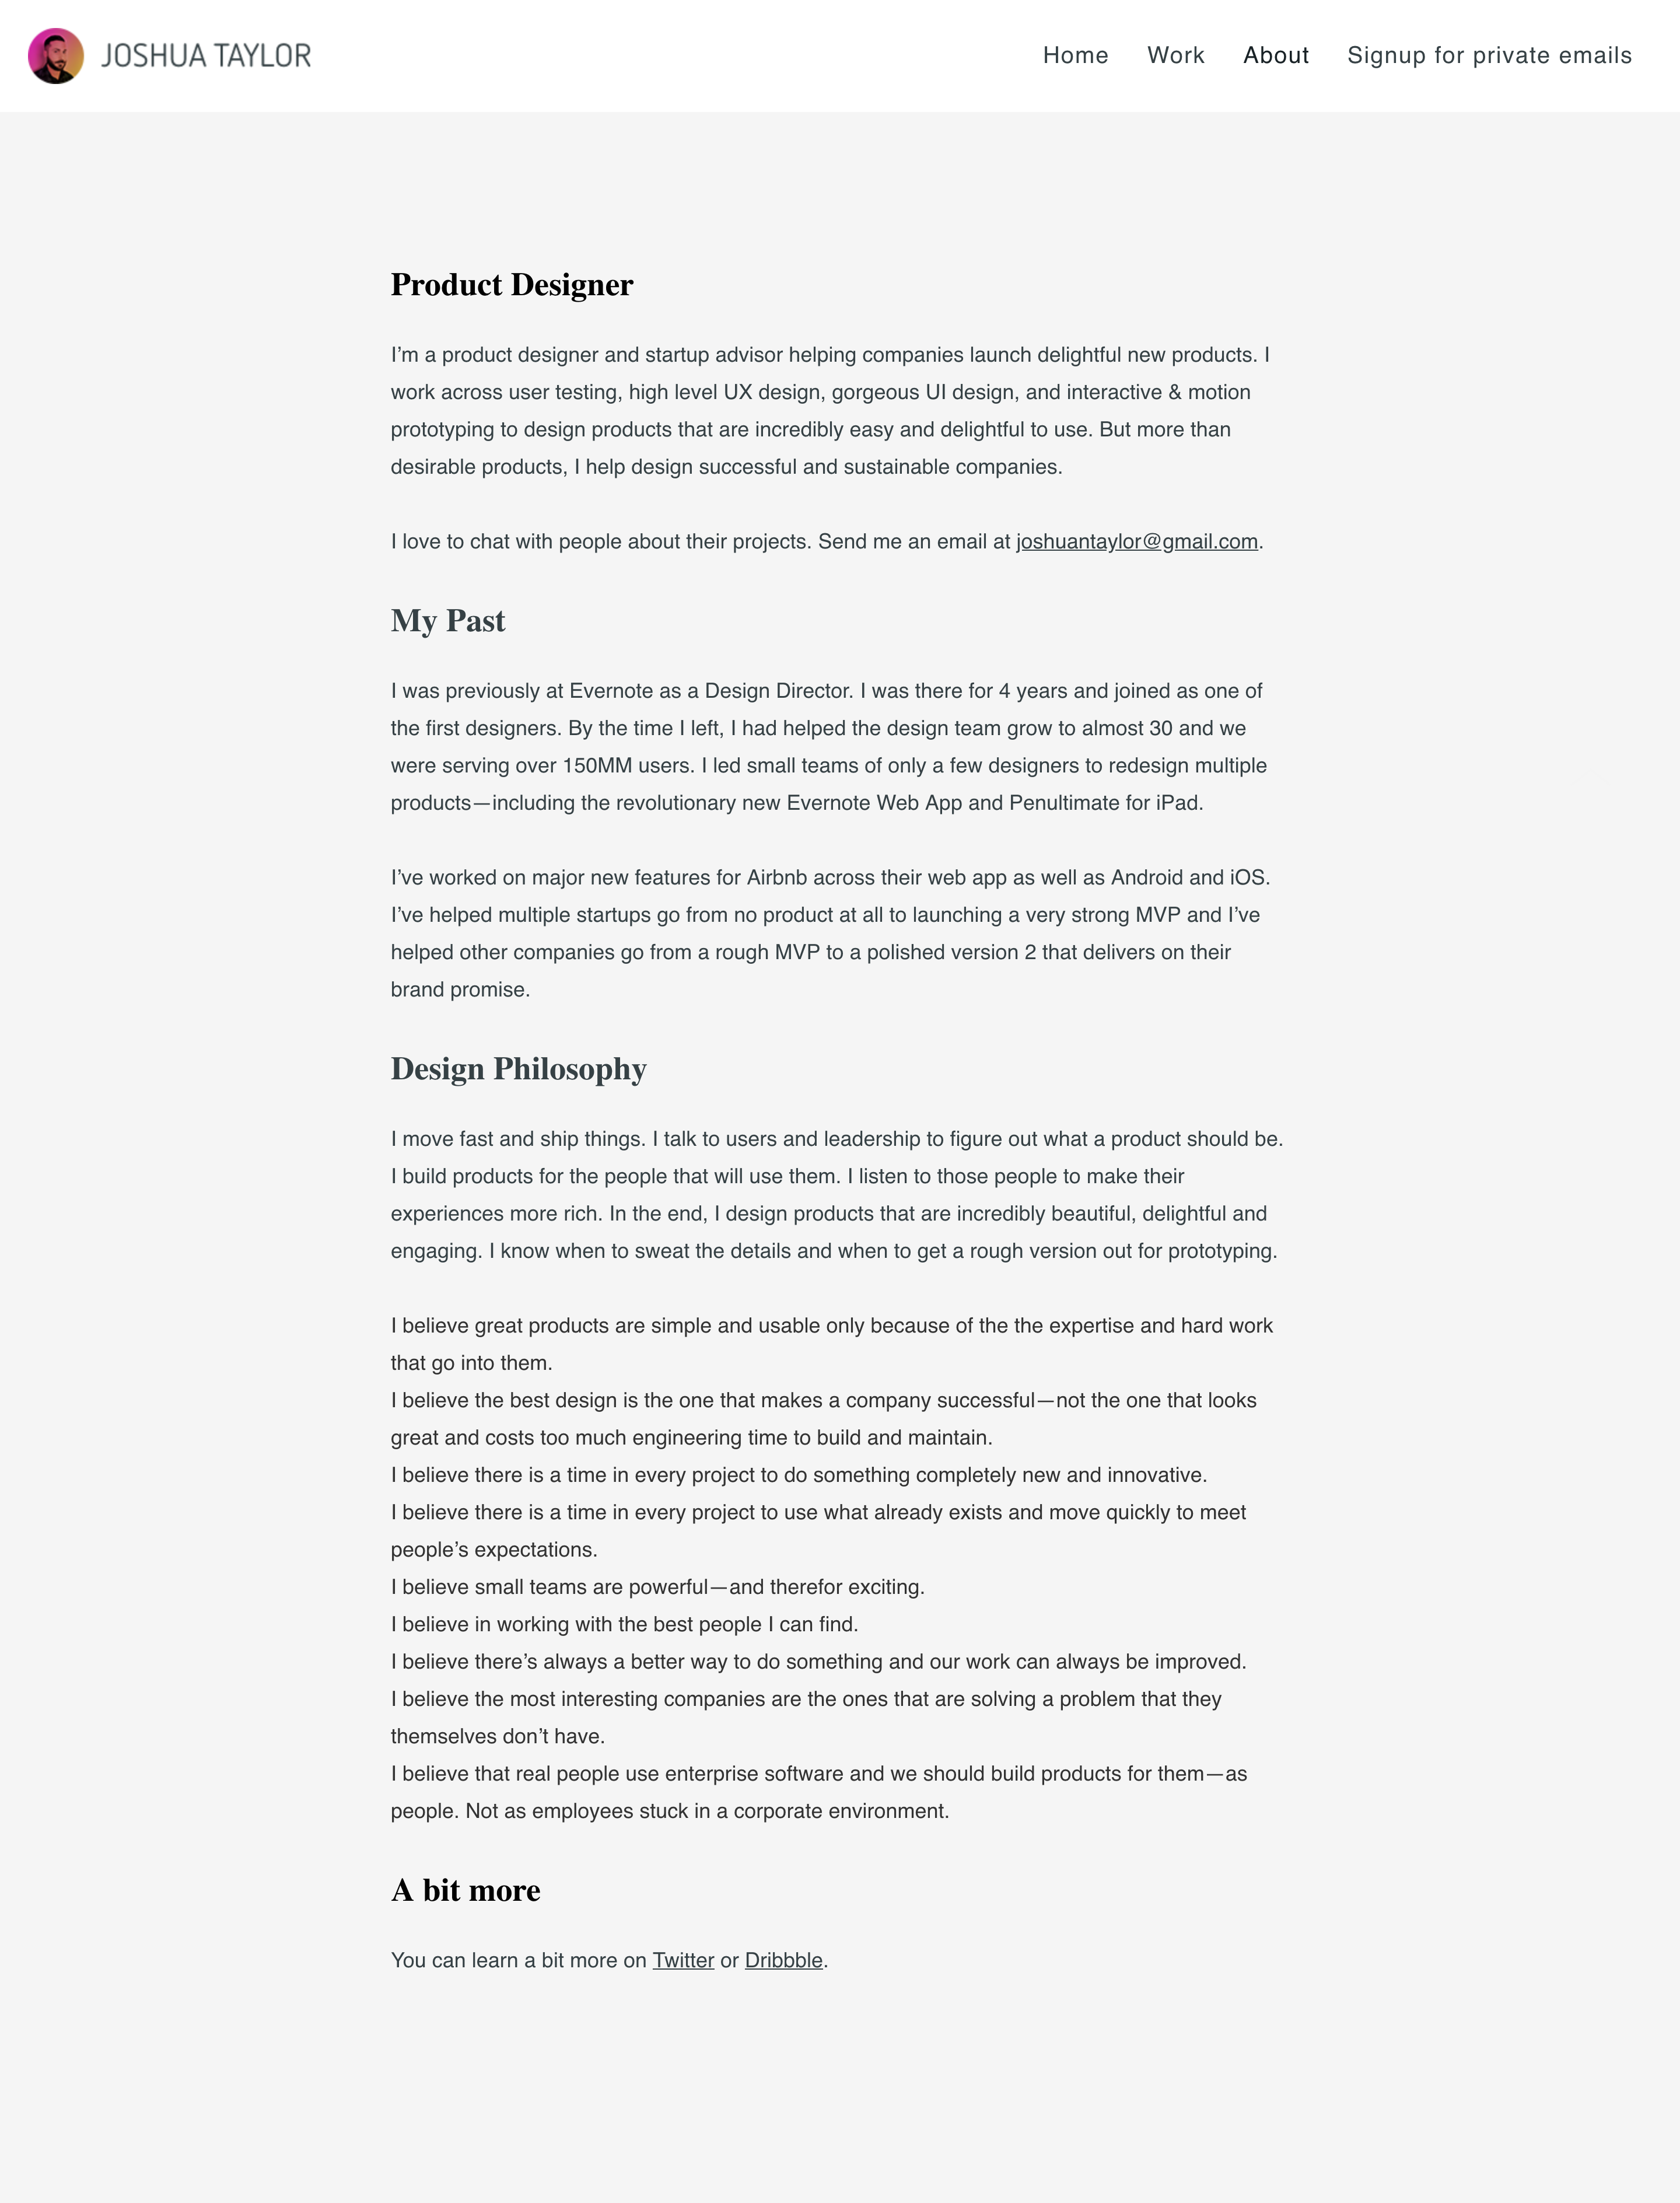 JOSHUA TAYLOR
Home Work About Signup for private emails
Product Designer
I’m a product designer and startup advisor helping companies launch delightful new products. I
work across user testing, high level UX design, gorgeous UI design, and interactive & motion
prototyping to design products that are incredibly easy and delightful to use. But more than
desirable products, I help design successful and sustainable companies.
I love to chat with people about their projects. Send me an email at joshuantaylor@gmail.com.
My Past
I was previously at Evernote as a Design Director. I was there for 4 years and joined as one of
the first designers. By the time I left, I had helped the design team grow to almost 30 and we
were serving over 150MM users. I led small teams of only a few designers to redesign multiple
products—including the revolutionary new Evernote Web App and Penultimate for iPad.
I’ve worked on major new features for Airbnb across their web app as well as Android and iOS.
I’ve helped multiple startups go from no product at all to launching a very strong MVP and I’ve
helped other companies go from a rough MVP to a polished version 2 that delivers on their
brand promise.
Design Philosophy
I move fast and ship things. I talk to users and leadership to figure out what a product should be.
I build products for the people that will use them. I listen to those people to make their
experiences more rich. In the end, I design products that are incredibly beautiful, delightful and
engaging. I know when to sweat the details and when to get a rough version out for prototyping.
I believe great products are simple and usable only because of the the expertise and hard work
that go into them.
I believe the best design is the one that makes a company successful—not the one that looks
great and costs too much engineering time to build and maintain.
I believe there is a time in every project to do something completely new and innovative.
I believe there is a time in every project to use what already exists and move quickly to meet
people’s expectations.
I believe small teams are powerful—and therefor exciting.
I believe in working with the best people I can find.
I believe there’s always a better way to do something and our work can always be improved.
I believe the most interesting companies are the ones that are solving a problem that they
themselves don’t have.
I believe that real people use enterprise software and we should build products for them—as
people. Not as employees stuck in a corporate environment.
A bit more
You can learn a bit more on Twitter or Dribbble.